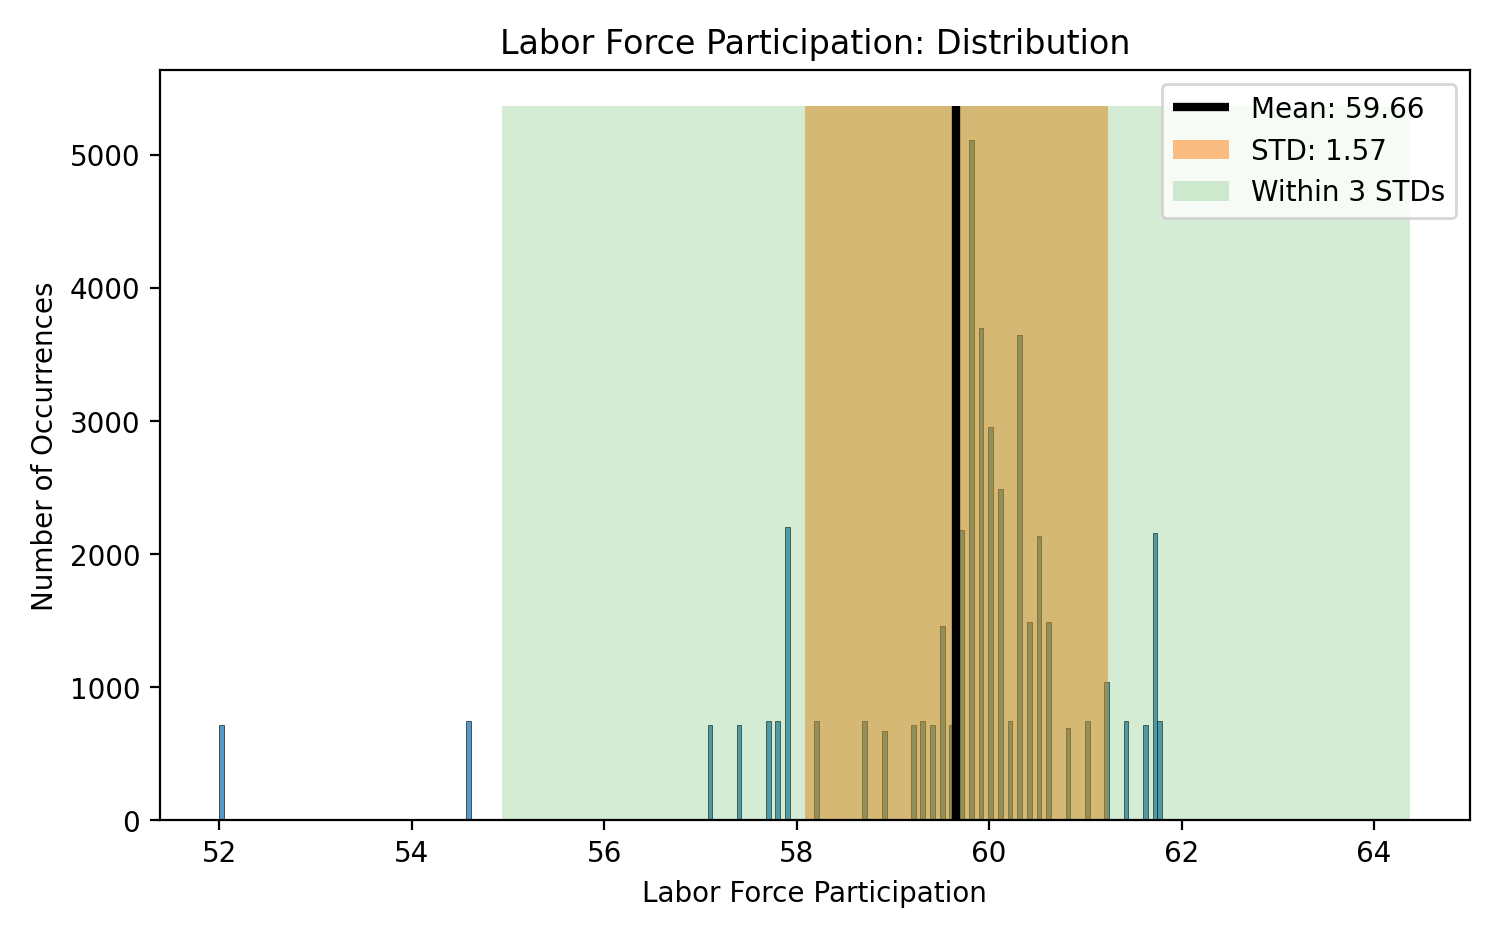 Labor Force Participation: Distribution
Mean: 59.66
STD: 1.57
Within 3 STDs
Number of Occurrences
5000
4000
3000
2000
1000
0
52 54 56 58 60 62 64
Labor Force Participation